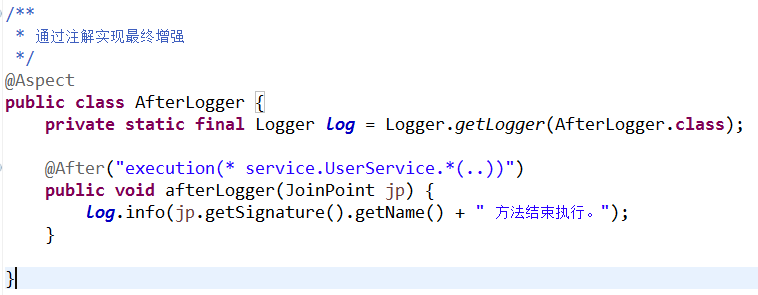 /**
 * 通过注解实现最终增强
 */
@Aspect
public class AfterLogger {
    private static final Logger log = Logger.getLogger(AfterLogger.class);

    @After("execution(* service.UserService.*(..))")
    public void afterLogger(JoinPoint jp) {
        log.info(jp.getSignature().getName() + " 方法结束执行。");
    }

}